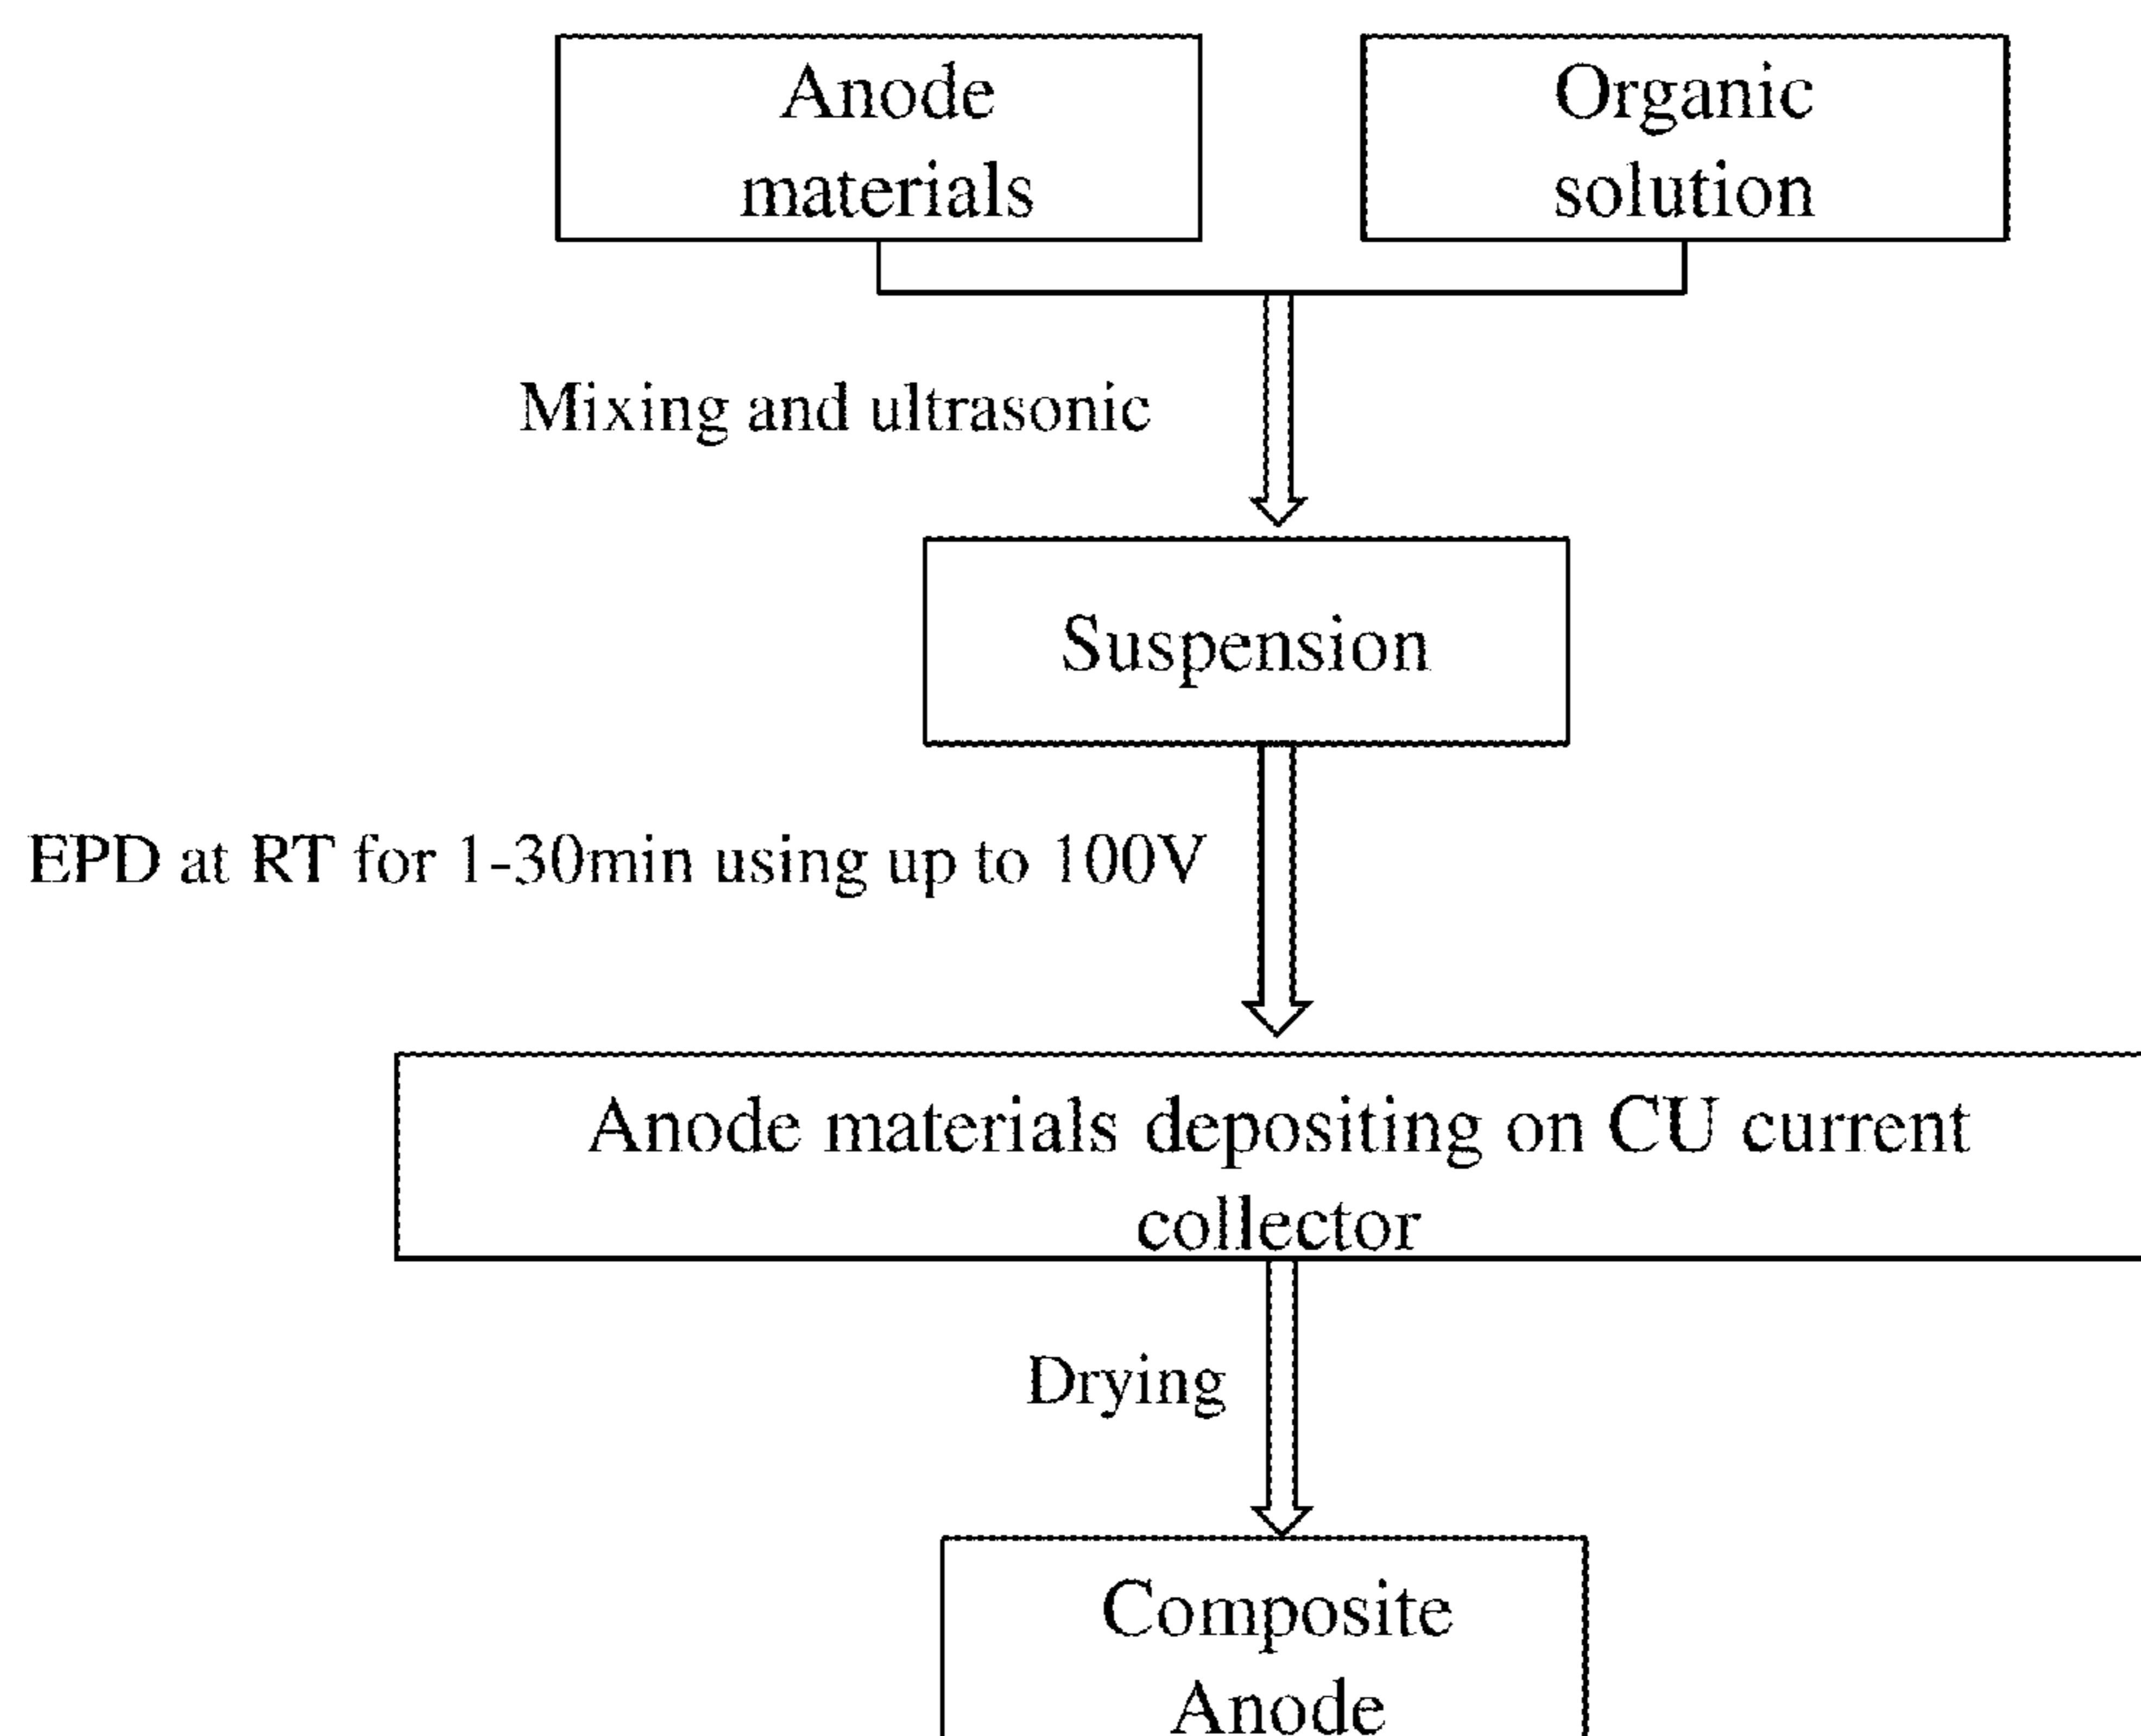 Anode
materials
Organic
solution
Mixing and ultrasonic
Suspension
EPD at RT for 1-30min using up to 100V
Anode materials depositing on CU current
collector
Drying
Composite
Anode